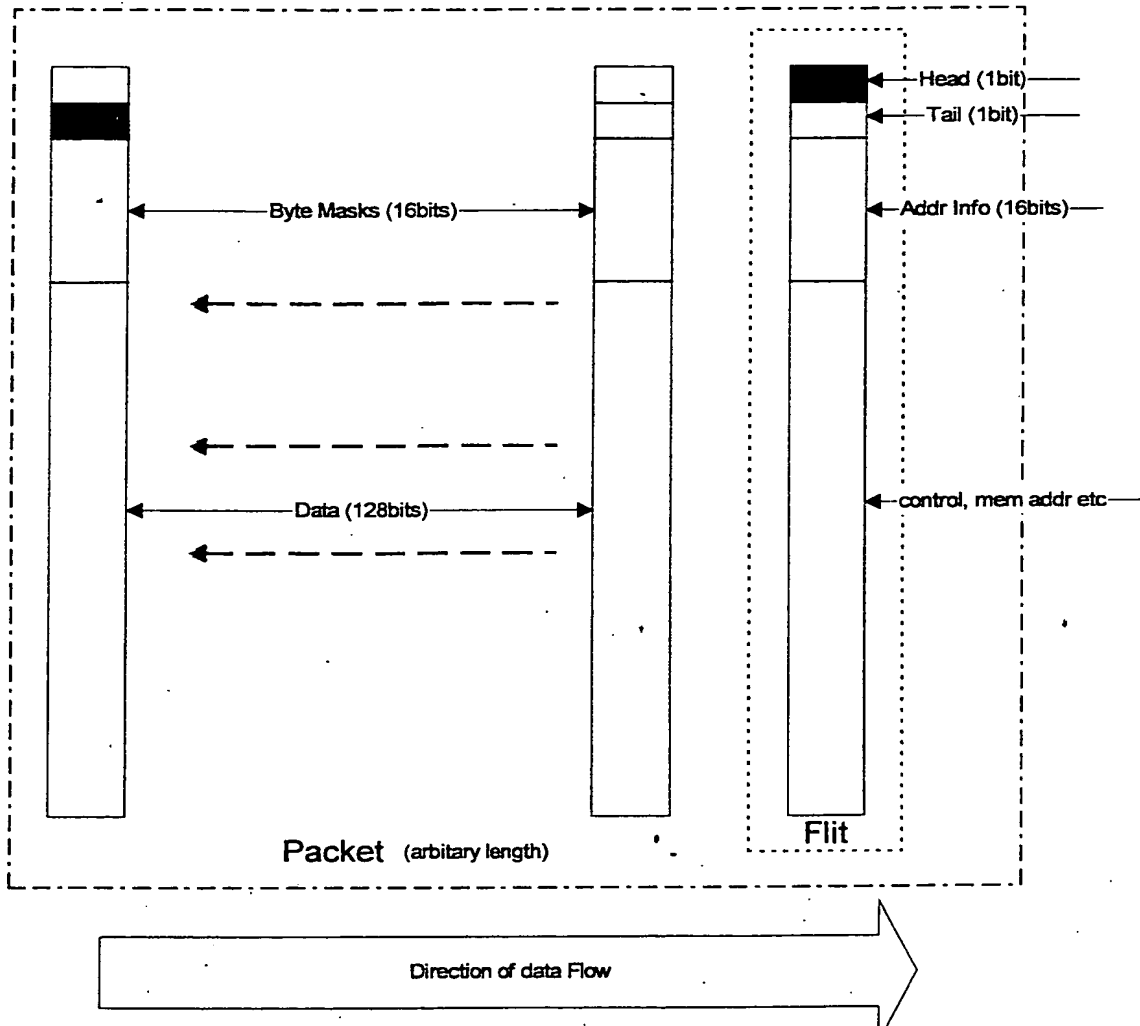 Head (1bit)
Tail (1bit)
Byte Masks (16bits)
Addr Info (16bits)
Data (128bits)
control, mem addr etc
Flit
Packet (arbitary length)
Direction of data Flow